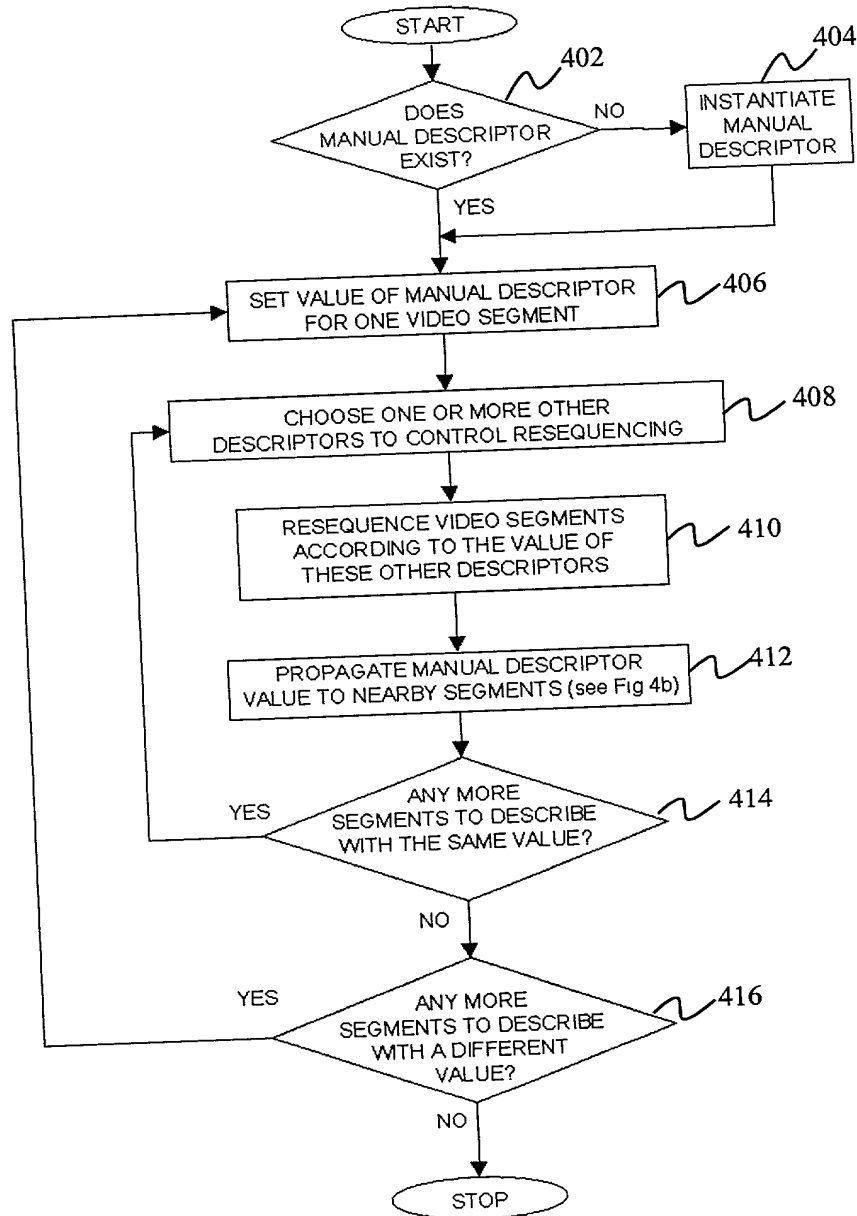 START
402
404
DOES
MANUAL DESCRIPTOR
EXIST?
NO
INSTANTIATE
MANUAL
DESCRIPTOR
YES
SET VALUE OF MANUAL DESCRIPTOR
FOR ONE VIDEO SEGMENT
406
CHOOSE ONE OR MORE OTHER
DESCRIPTORS TO CONTROL RESEQUENCING
408
RESEQUENCE VIDEO SEGMENTS
ACCORDING TO THE VALUE OF
THESE OTHER DESCRIPTORS
410
PROPAGATE MANUAL DESCRIPTOR
VALUE TO NEARBY SEGMENTS (see Fig 4b)
412
YES
ANY MORE
SEGMENTS TO DESCRIBE
WITH THE SAME VALUE?
414
NO
YES
ANY MORE
SEGMENTS TO DESCRIBE
WITH A DIFFERENT
VALUE?
416
NO
STOP